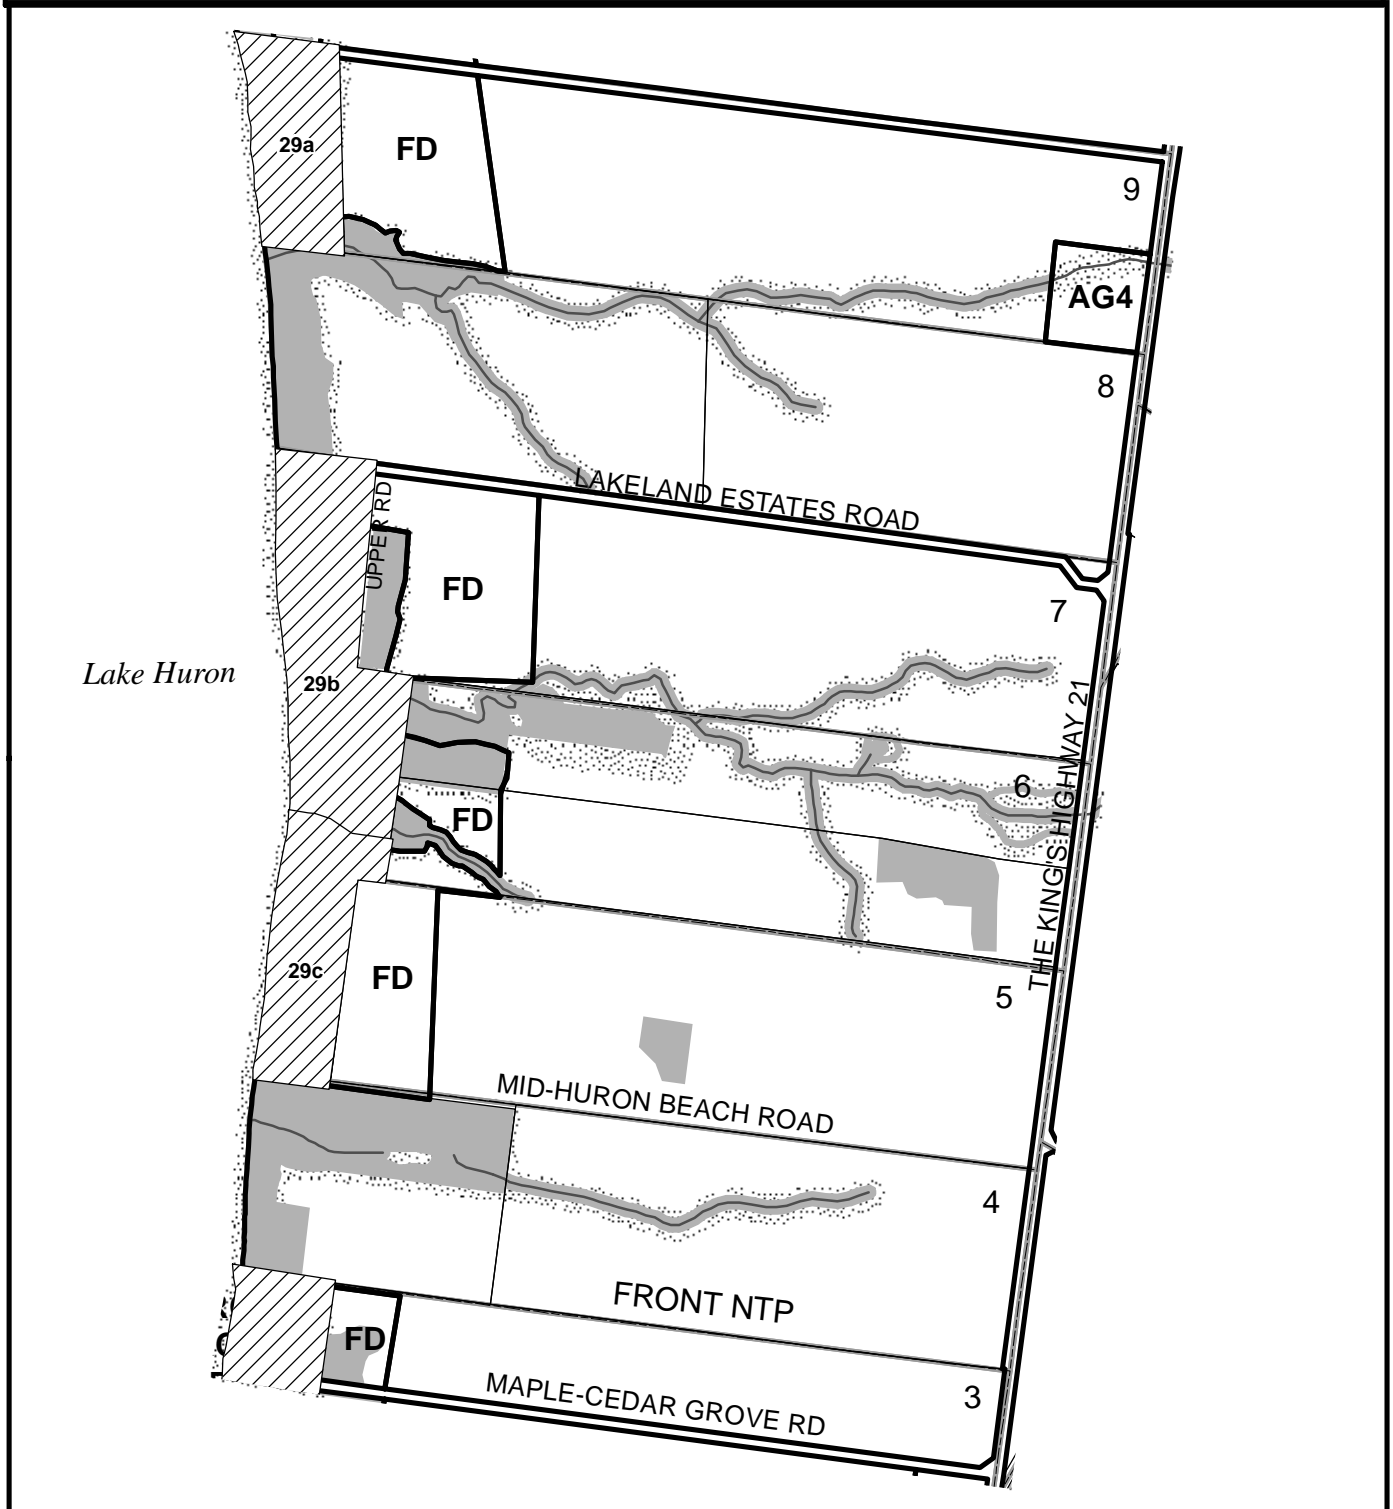 29a
FD
9
AG4
8
LAKELAND ESTATES ROAD
UPPER RD
FD
7
Lake Huron
29b
THE KING'S HIGHWAY 21
6
FD
29c
FD
5
MID-HURON BEACH ROAD
4
FRONT NTP
FD
MAPLE-CEDAR GROVE RD
3